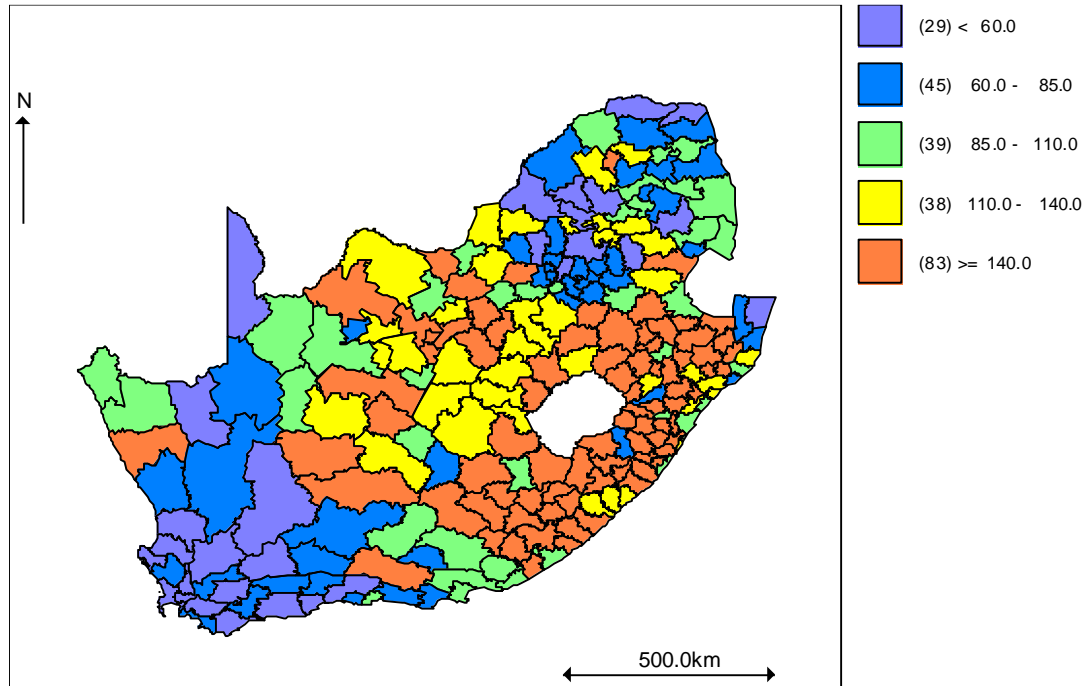 (29) < 60.0
(45) 60.0 - 85.0
N
(39) 85.0 - 110.0
(38) 110.0 - 140.0
(83) >= 140.0
500.0km